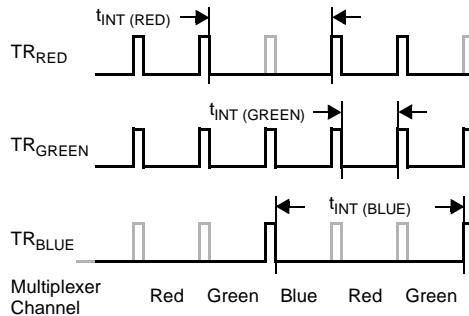 tINT (RED)
TRRED
tINT (GREEN)
TRGREEN
tINT (BLUE)
TRBLUE
Multiplexer
Channel Red Green Blue Red Green